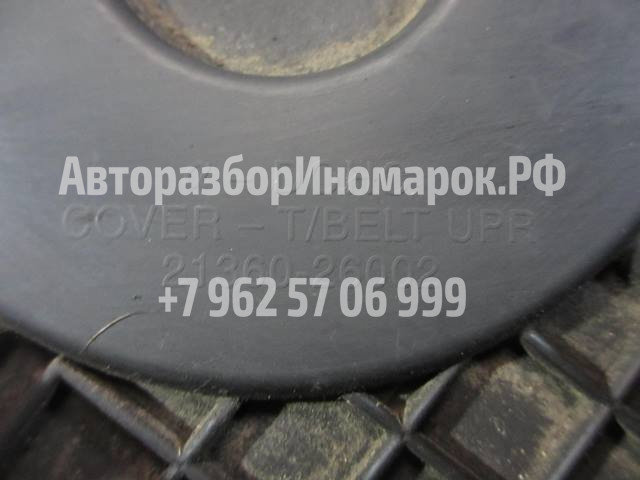 АвторазборИномарок.РФ
COVER - T/BELT UPR
21360-26002
+7 962 57 06 999